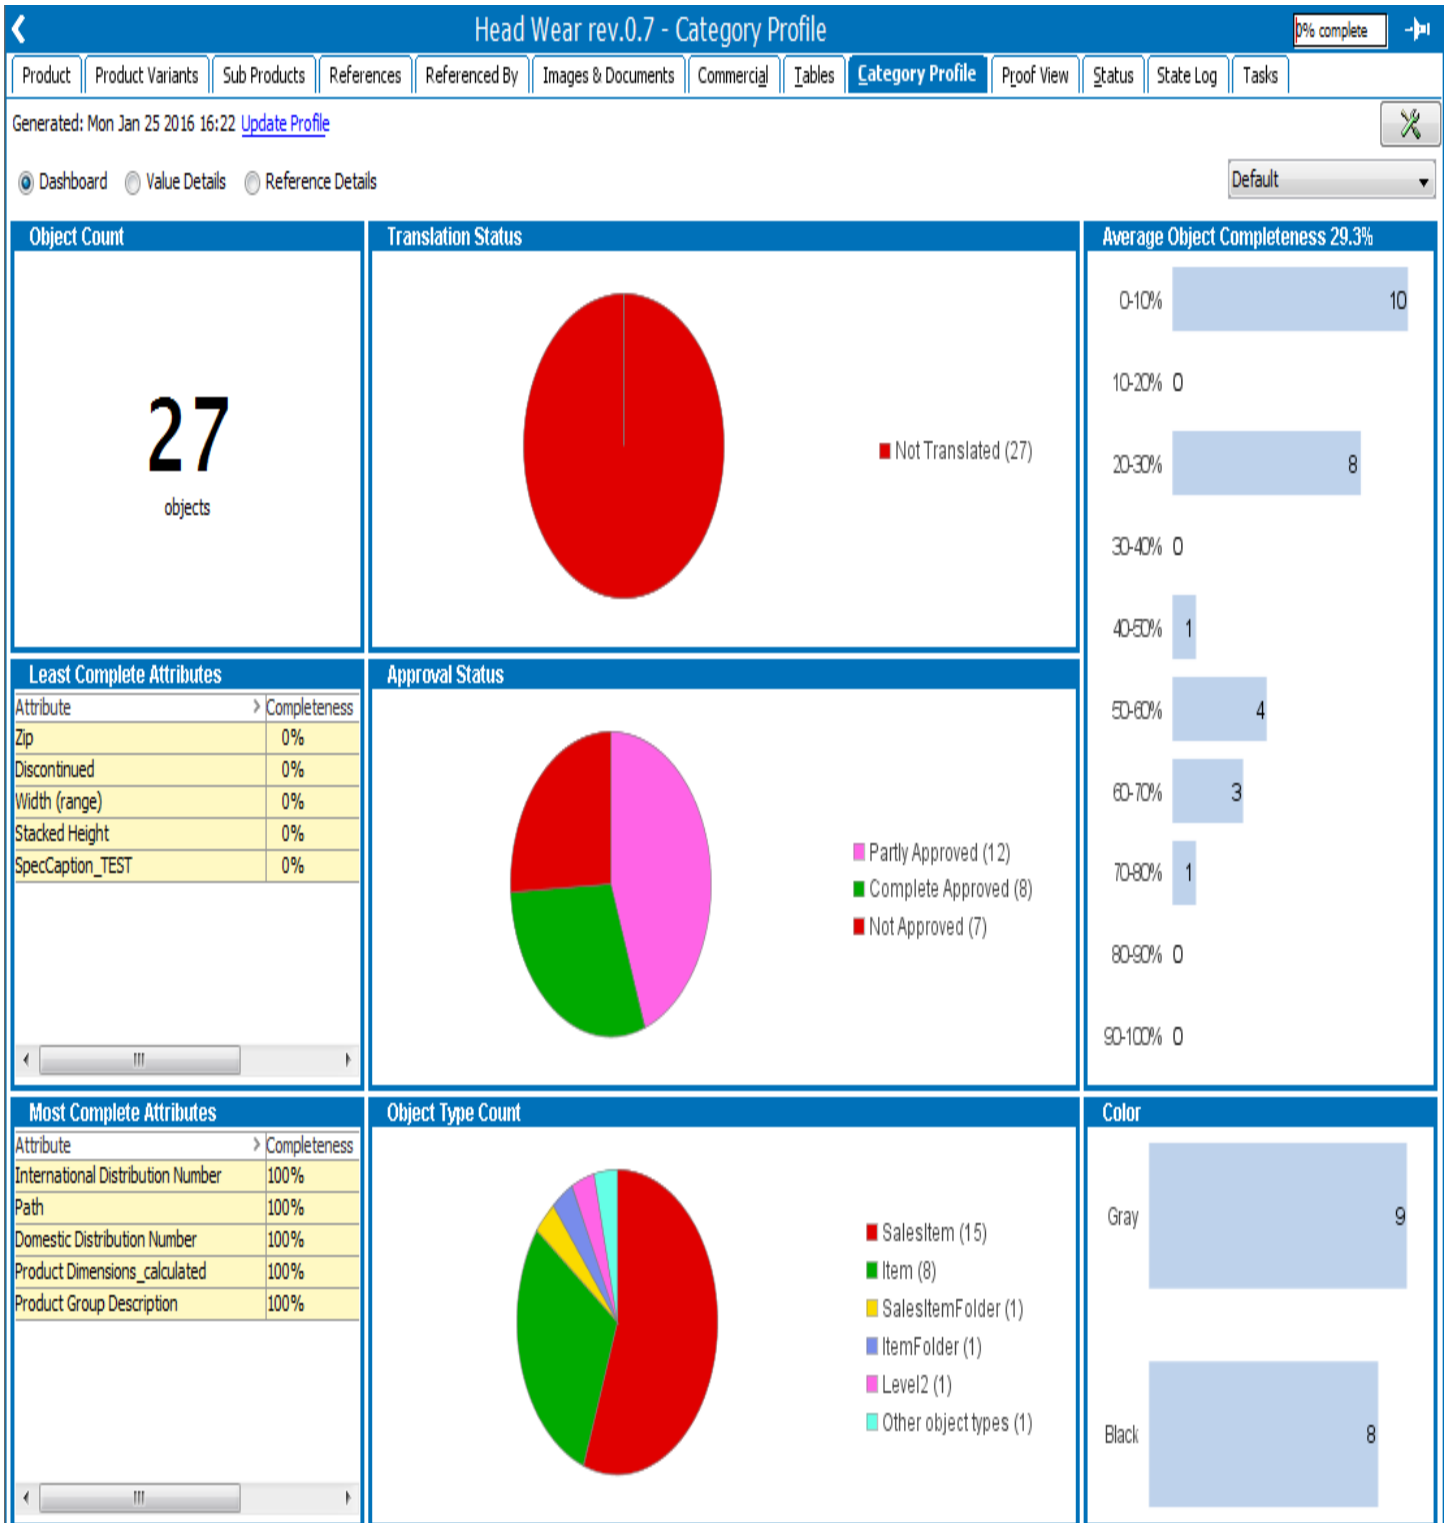 Head Wear rev.0.7 - Category Profile
0% complete
Product
Product Variants
Sub Products
References
Referenced By
Images & Documents
Commercial
Tables
Category Profile
Proof View
Status
State Log
Tasks
Generated: Mon Jan 25 2016 16:22 Update Profile
Dashboard
Value Details
Reference Details
Default
Object Count
27
objects
Translation Status
Not Translated (27)
Average Object Completeness 29.3%
0-10% 10
10-20% 0
20-30% 8
30-40% 0
40-50% 1
50-60% 4
60-70% 3
70-80% 1
80-90% 0
90-100% 0
Least Complete Attributes
Attribute > Completeness
Zip 0%
Discontinued 0%
Width (range) 0%
Stacked Height 0%
SpecCaption_TEST 0%
Approval Status
Partly Approved (12)
Complete Approved (8)
Not Approved (7)
Most Complete Attributes
Attribute > Completeness
International Distribution Number 100%
Path 100%
Domestic Distribution Number 100%
Product Dimensions_calculated 100%
Product Group Description 100%
Object Type Count
SalesItem (15)
Item (8)
SalesItemFolder (1)
ItemFolder (1)
Level2 (1)
Other object types (1)
Color
Gray 9
Black 8